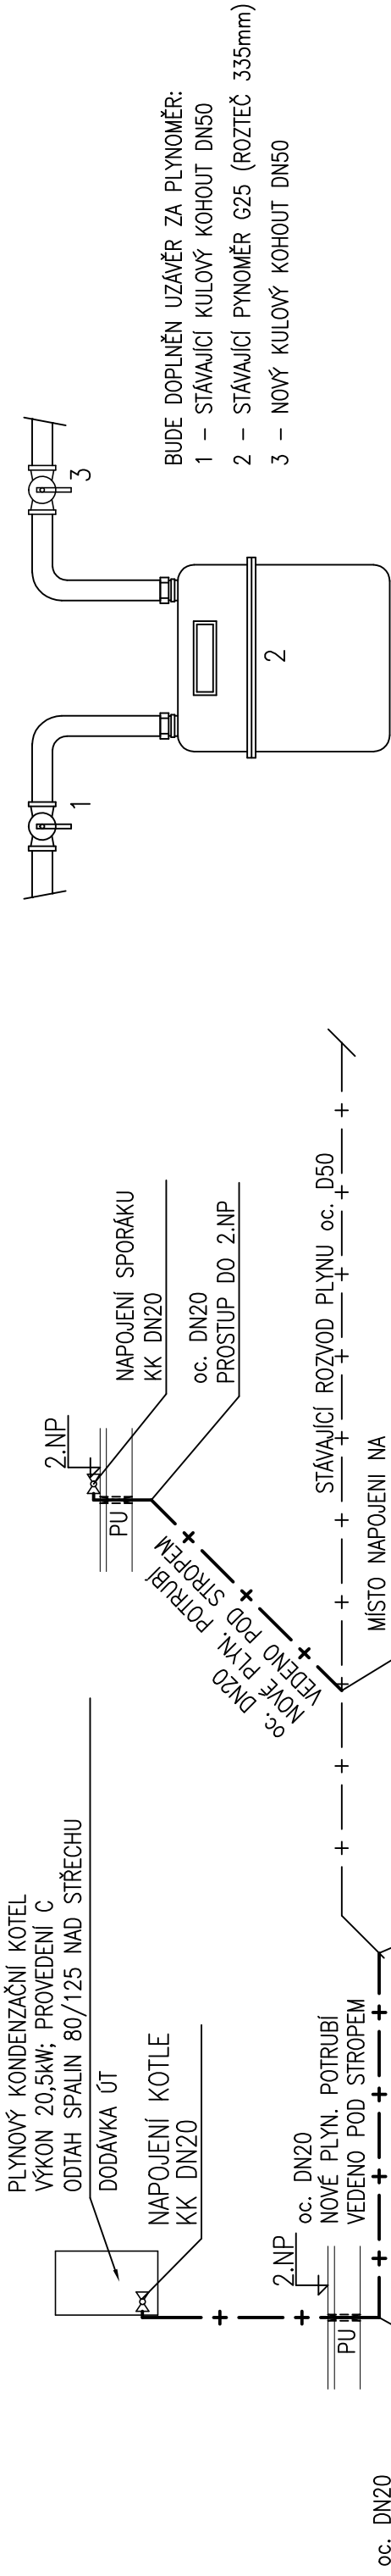 PLYNOVÝ KONDENZAČNÍ KOTEL
VÝKON 20,5kW; PROVEDENÍ C
ODTAH SPALIN 80/125 NAD STŘECHU
DODÁVKA ÚT
NAPOJENÍ KOTLE
KK DN20
2.NP
PU
oc. DN20
NOVÉ PLYN. POTRUBÍ
VEDENO POD STROPEM
oc. DN20
2.NP
PU
NAPOJENÍ SPORÁKU
KK DN20
oc. DN20
PROSTUP DO 2.NP
oc. DN20
NOVÉ PLYN. POTRUBÍ
VEDENO POD STROPEM
STÁVAJÍCÍ ROZVOD PLYNU oc. D50
MÍSTO NAPOJENI NA
1
2
3
BUDE DOPLNĚN UZÁVĚR ZA PLYNOMĚR:
1 – STÁVAJÍCÍ KULOVÝ KOHOUT DN50
2 – STÁVAJÍCÍ PYNOMĚR G25 (ROZTEČ 335mm)
3 – NOVÝ KULOVÝ KOHOUT DN50